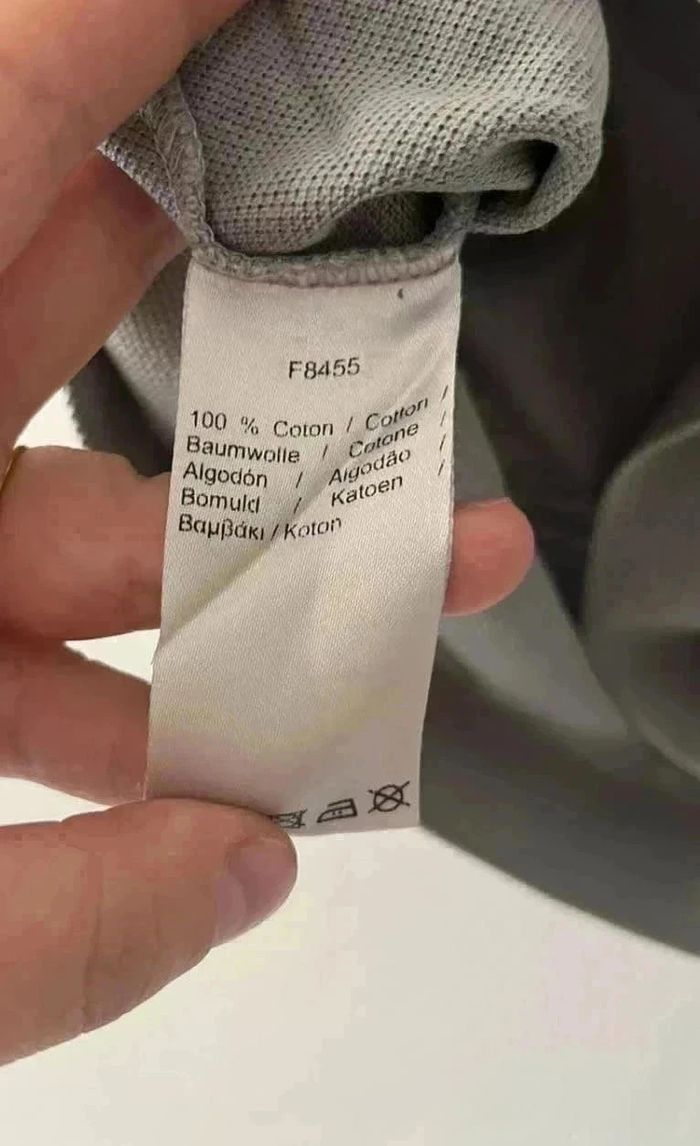 F8455
100 % Coton / Cotton /
Baumwolle / Cotone /
Algodón / Algodão /
Bomuld / Katoen /
Βαμβάκι / Koton